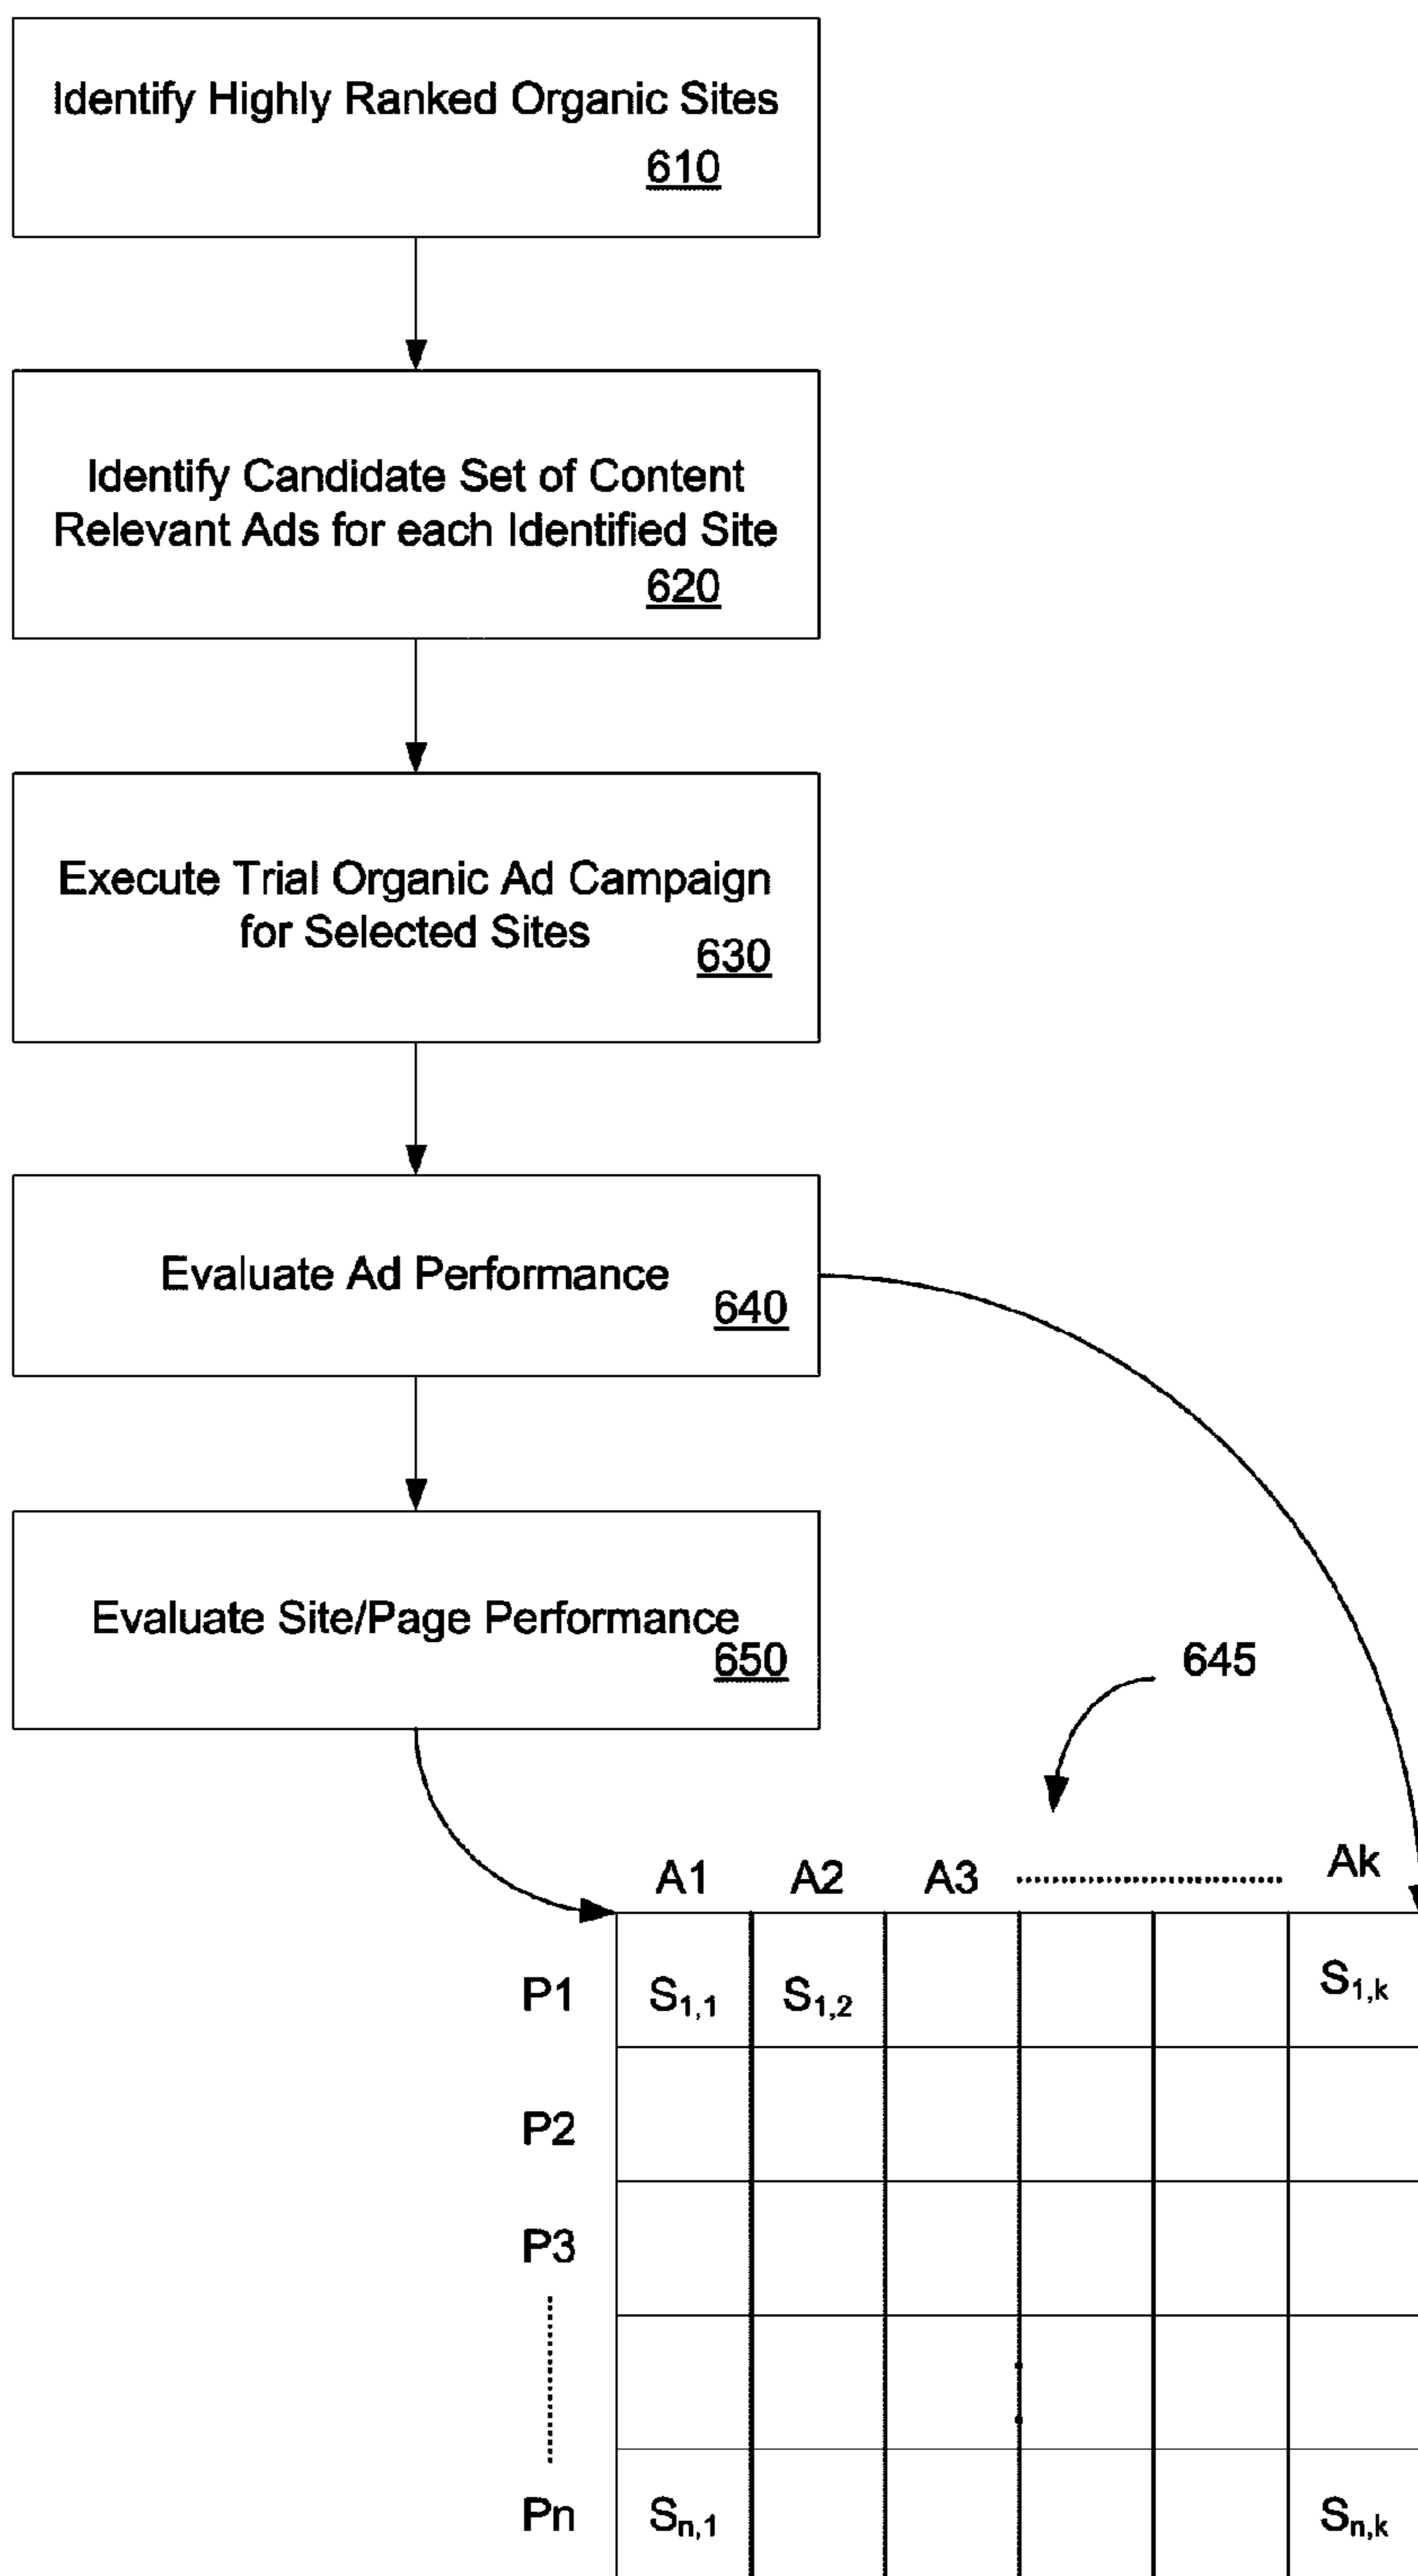 Identify Highly Ranked Organic Sites
610
Identify Candidate Set of Content
Relevant Ads for each Identified Site
620
Execute Trial Organic Ad Campaign
for Selected Sites
630
Evaluate Ad Performance
640
Evaluate Site/Page Performance
650
645
A1 A2 A3 Ak
P1 S1,1 S1,2 S1,k
P2
P3
Pn Sn,1 Sn,k